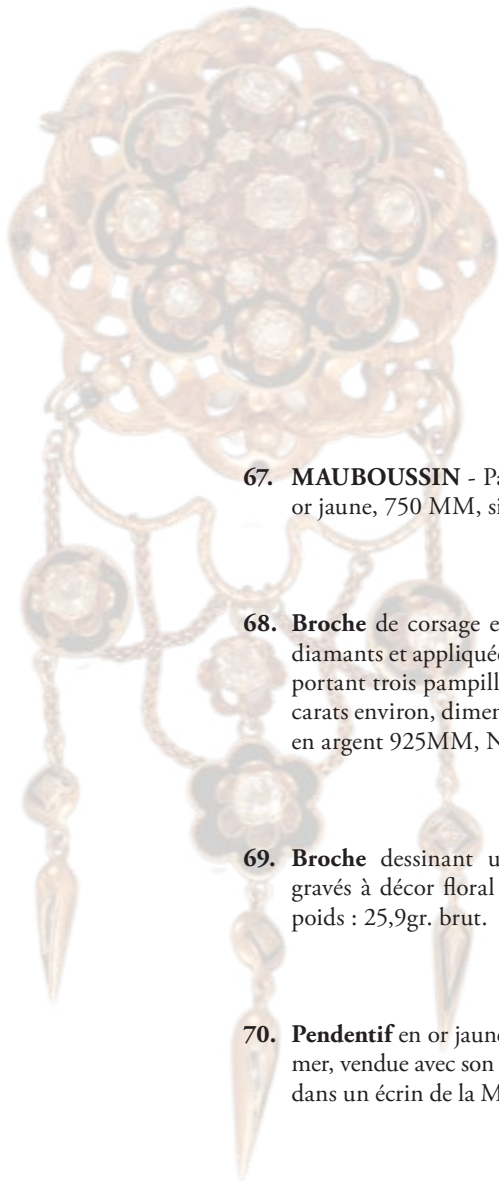 67. MAUBOUSSIN - Pa
or jaune, 750 MM, si
68. Broche de corsage e
diamants et appliquée
portant trois pampill
carats environ, dimen
en argent 925MM, N
69. Broche dessinant u
gravés à décor floral
poids : 25,9gr. brut.
70. Pendentif en or jaune
mer, vendue avec son
dans un écrin de la M